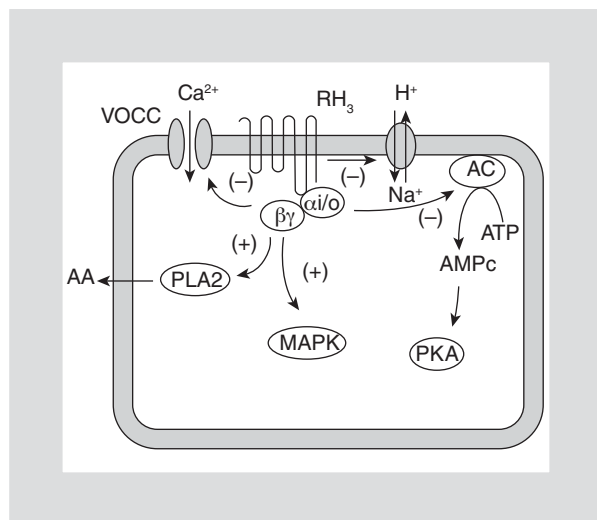 Ca²⁺
RH₃
H⁺
VOCC
(–)
(–)
AC
Na⁺
αi/o
(–)
βγ
ATP
(+)
AMPc
AA
PLA2
(+)
MAPK
PKA